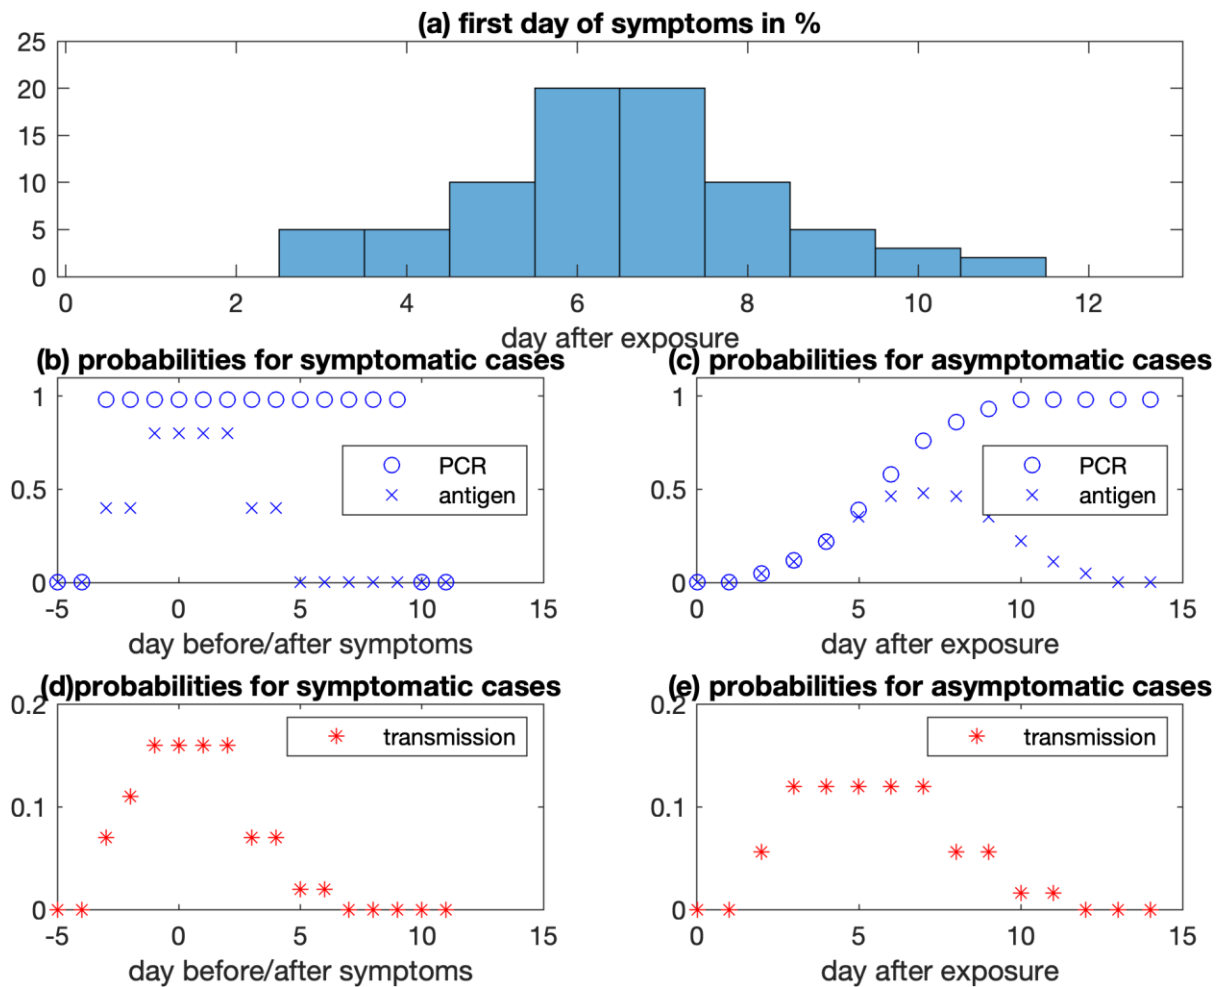 (a) first day of symptoms in %
25
20
15
10
5
0
0 2 4 6 8 10 12
day after exposure
(b) probabilities for symptomatic cases
1
0.5
0
PCR
antigen
-5 0 5 10 15
day before/after symptoms
(c) probabilities for asymptomatic cases
1
0.5
0
PCR
antigen
0 5 10 15
day after exposure
(d)probabilities for symptomatic cases
0.2
0.1
0
transmission
-5 0 5 10 15
day before/after symptoms
(e) probabilities for asymptomatic cases
0.2
0.1
0
transmission
0 5 10 15
day after exposure